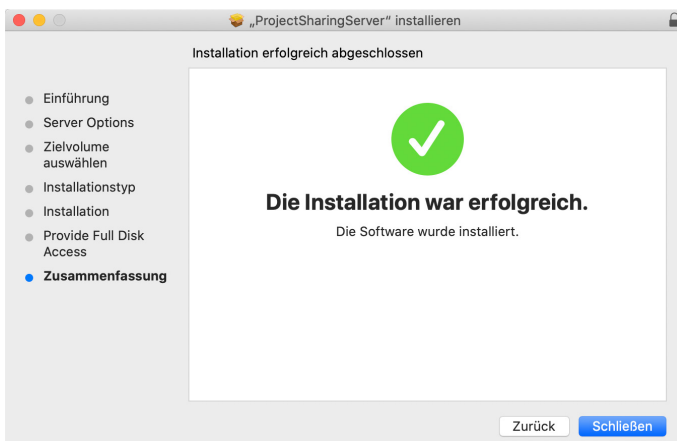 „ProjectSharingServer“ installieren
Installation erfolgreich abgeschlossen
Einführung
Server Options
Zielvolume
auswählen
Installationstyp
Installation
Provide Full Disk
Access
Zusammenfassung
Die Installation war erfolgreich.
Die Software wurde installiert.
Zurück
Schließen